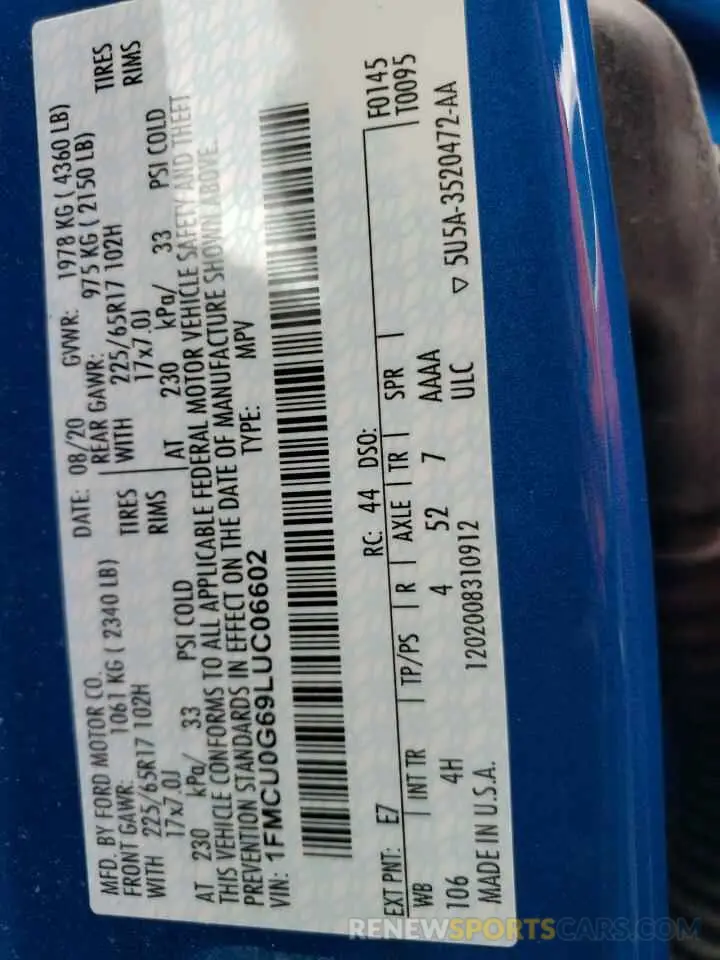 MFD. BY FORD MOTOR CO. DATE: 08/20 GVWR: 1978 KG ( 4360 LB)
FRONT GAWR: 1061 KG ( 2340 LB) REAR GAWR: 975 KG ( 2150 LB)
WITH 225/65R17 102H TIRES WITH 225/65R17 102H TIRES
17x7.0J RIMS 17x7.0J RIMS
AT 230 kPa/ 33 PSI COLD AT 230 kPa/ 33 PSI COLD
THIS VEHICLE CONFORMS TO ALL APPLICABLE FEDERAL MOTOR VEHICLE SAFETY AND THEFT
PREVENTION STANDARDS IN EFFECT ON THE DATE OF MANUFACTURE SHOWN ABOVE.
VIN: 1FMCU0G69LUC06602 TYPE: MPV
F0145
EXT PNT: E7 RC: 44 DSO: T0095
WB INT TR TP/PS R AXLE TR SPR
106 4H 4 52 7 AAAA
ULC
MADE IN U.S.A. 1202008310912 ▽ 5U5A-3520472-AA
RENEWSPORTSCARS.COM